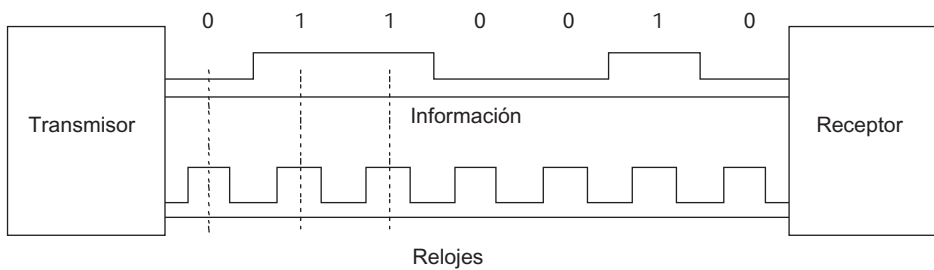 0 1 1 0 0 1 0
Información
Transmisor
Receptor
Relojes